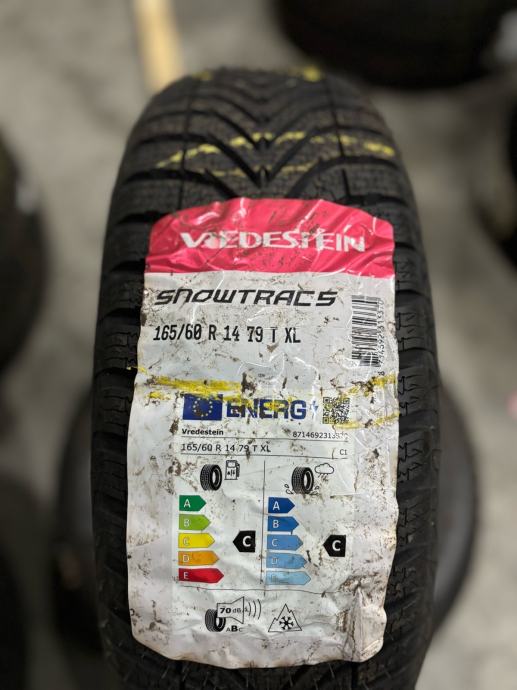 VREDESTEIN
SNOWTRAC 5
165/60 R 14 79 T XL
ENERG
Vredestein
165/60 R 14 79 T XL C1
A A
B B
C C C C
D D
E E
70 dB
ABC